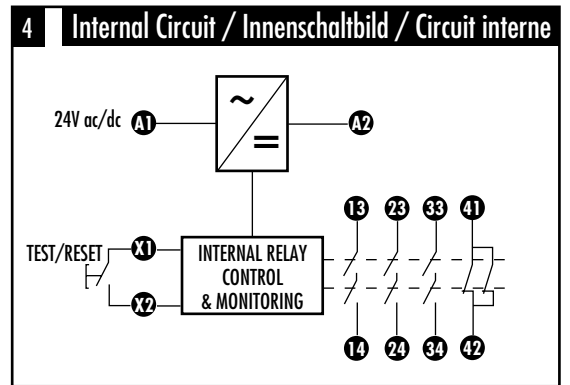 4 Internal Circuit / Innenschaltbild / Circuit interne
~
=
24V ac/dc A1 A2
13 23 33 41
TEST/RESET X1
INTERNAL RELAY
CONTROL
& MONITORING
X2
14 24 34 42